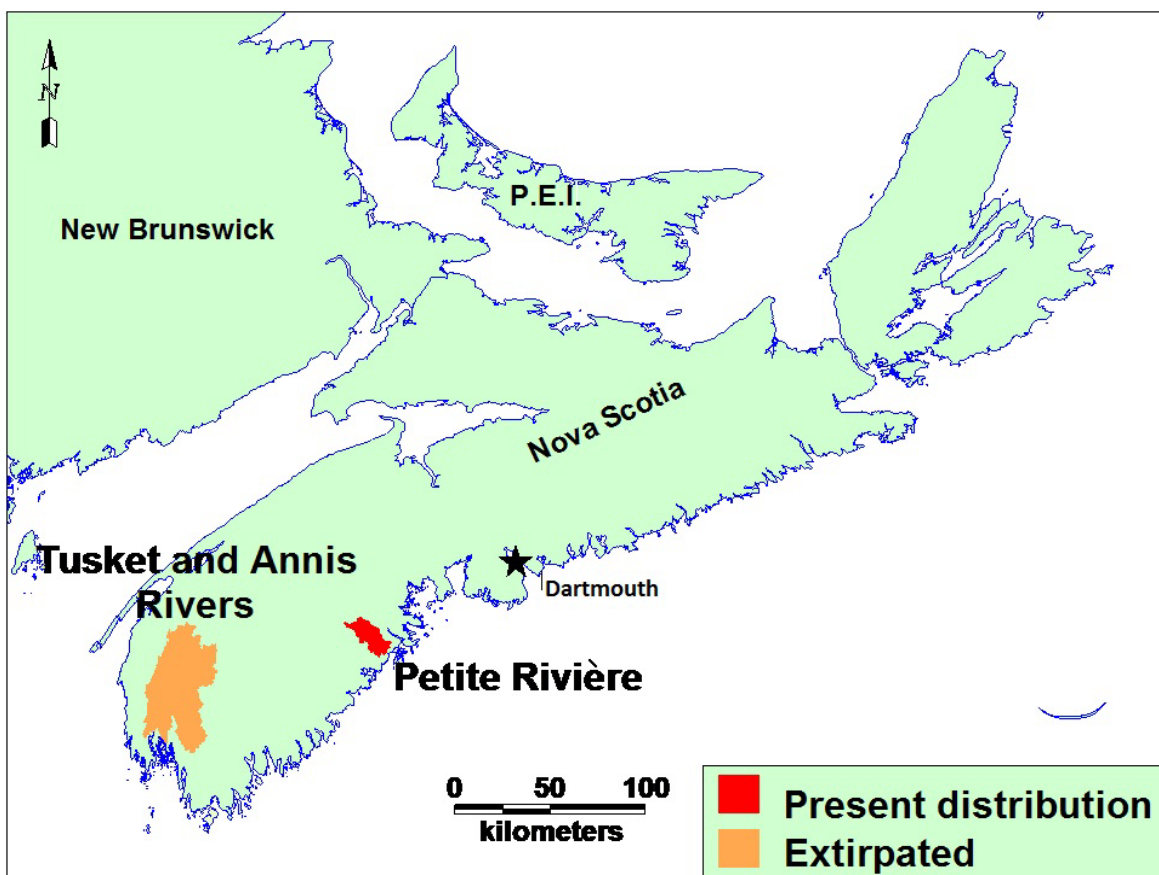 N
New Brunswick
P.E.I.
Nova Scotia
Tusket and Annis
Rivers
Dartmouth
Petite Rivière
0 50 100
kilometers
Present distribution
Extirpated